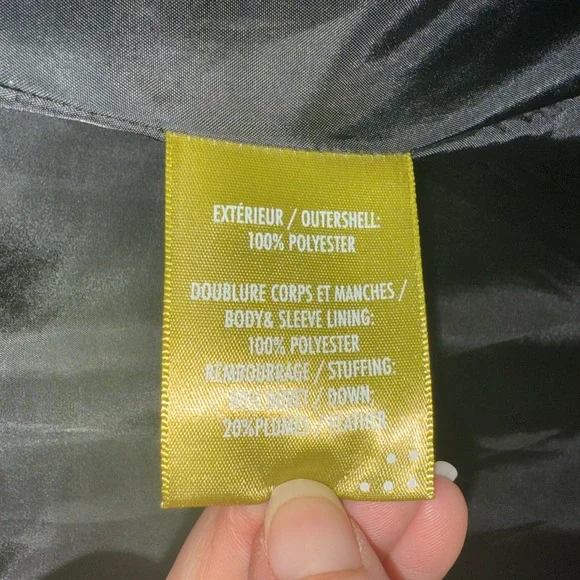 EXTÉRIEUR / OUTERSHELL:
100% POLYESTER
DOUBLURE CORPS ET MANCHES /
BODY& SLEEVE LINING:
100% POLYESTER
REMBOURRAGE / STUFFING:
/ DOWN,
20%PLUMES / FEATHER